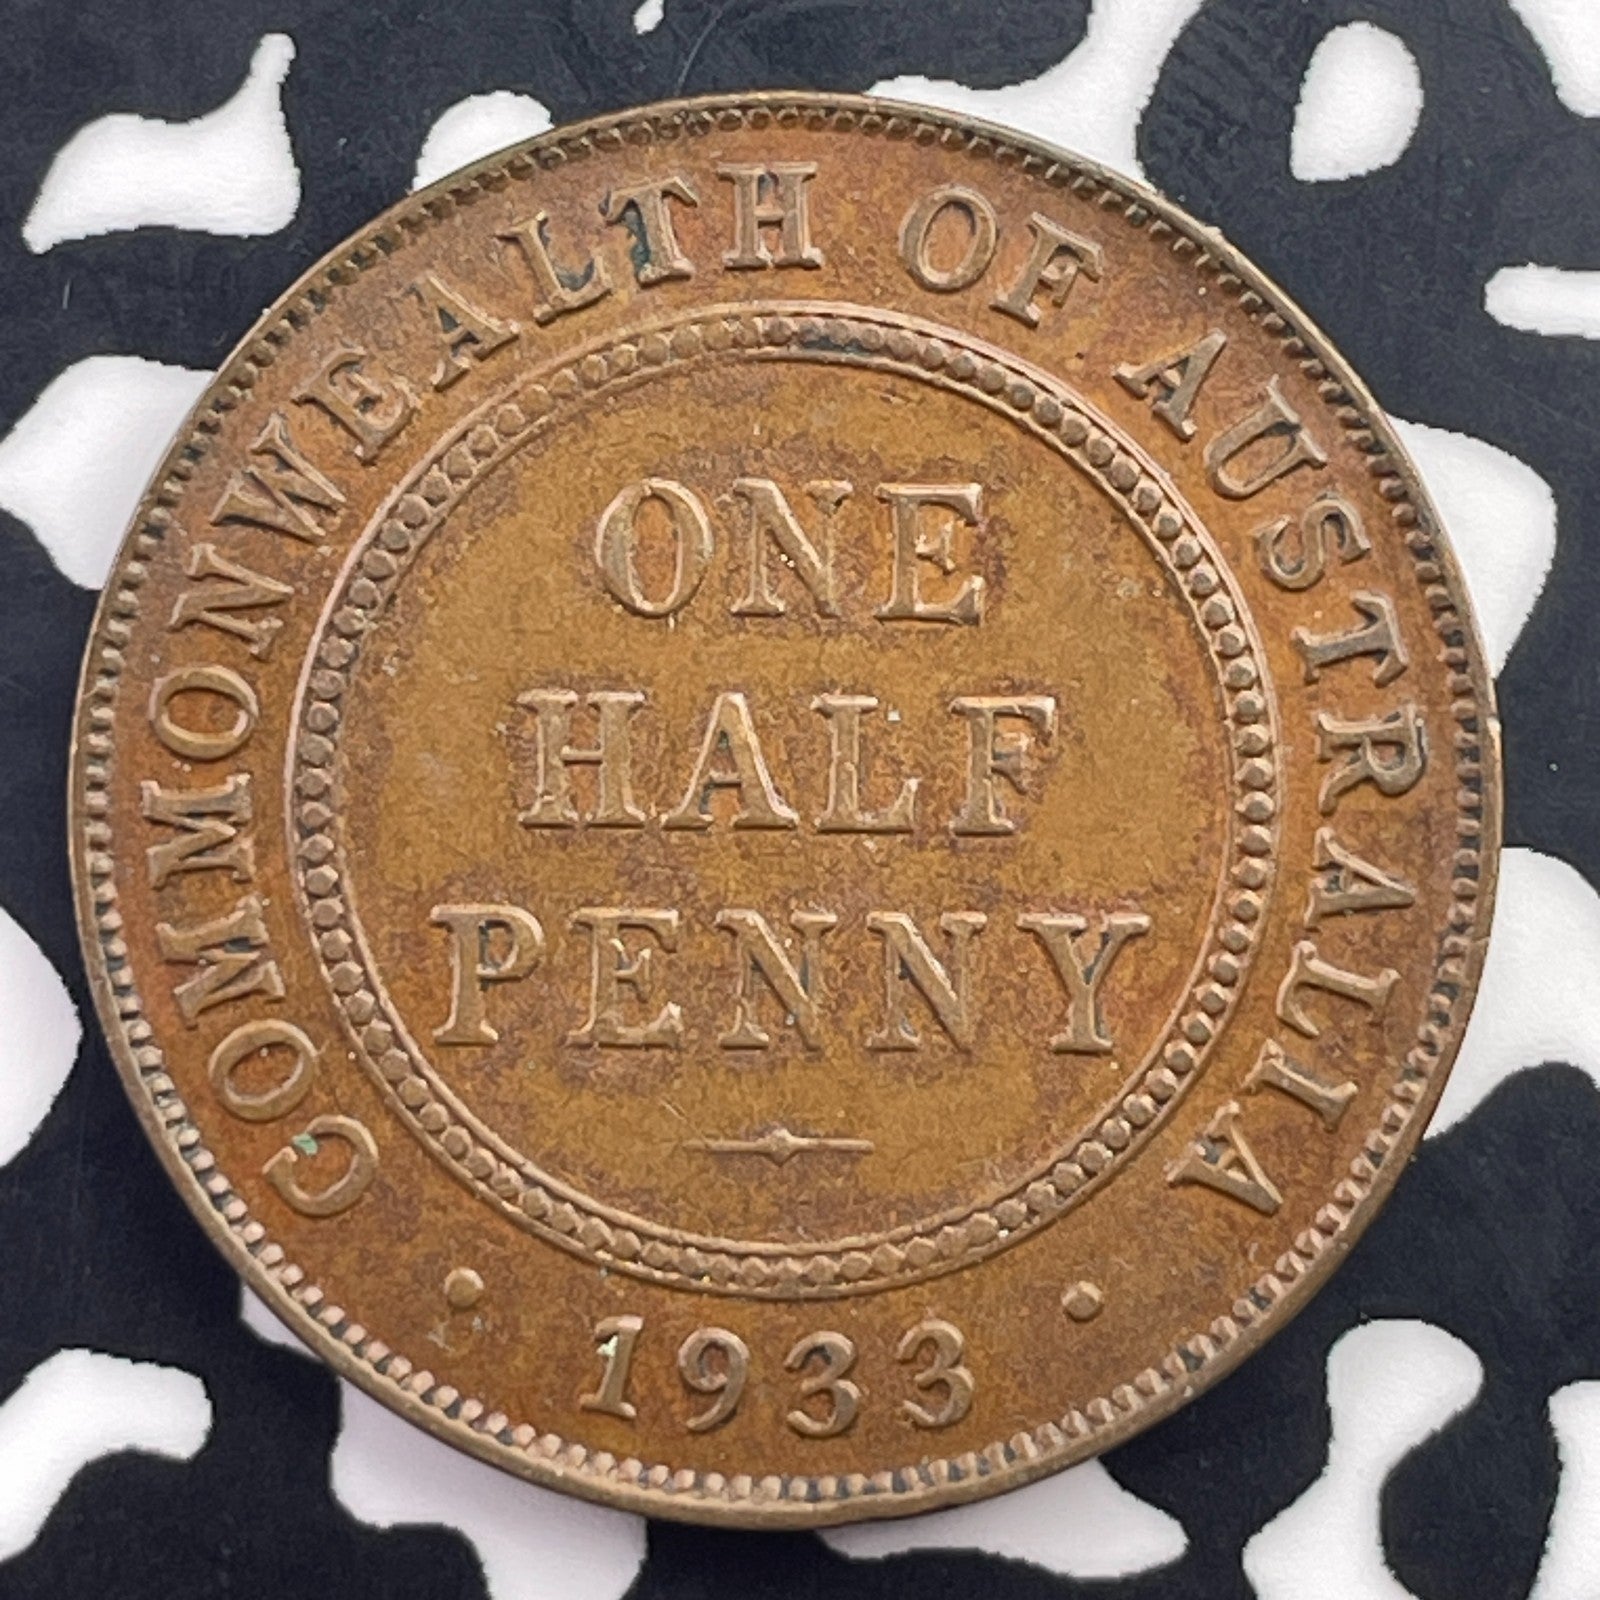 COMMONWEALTH OF AUSTRALIA
ONE
HALF
PENNY
· 1933 ·